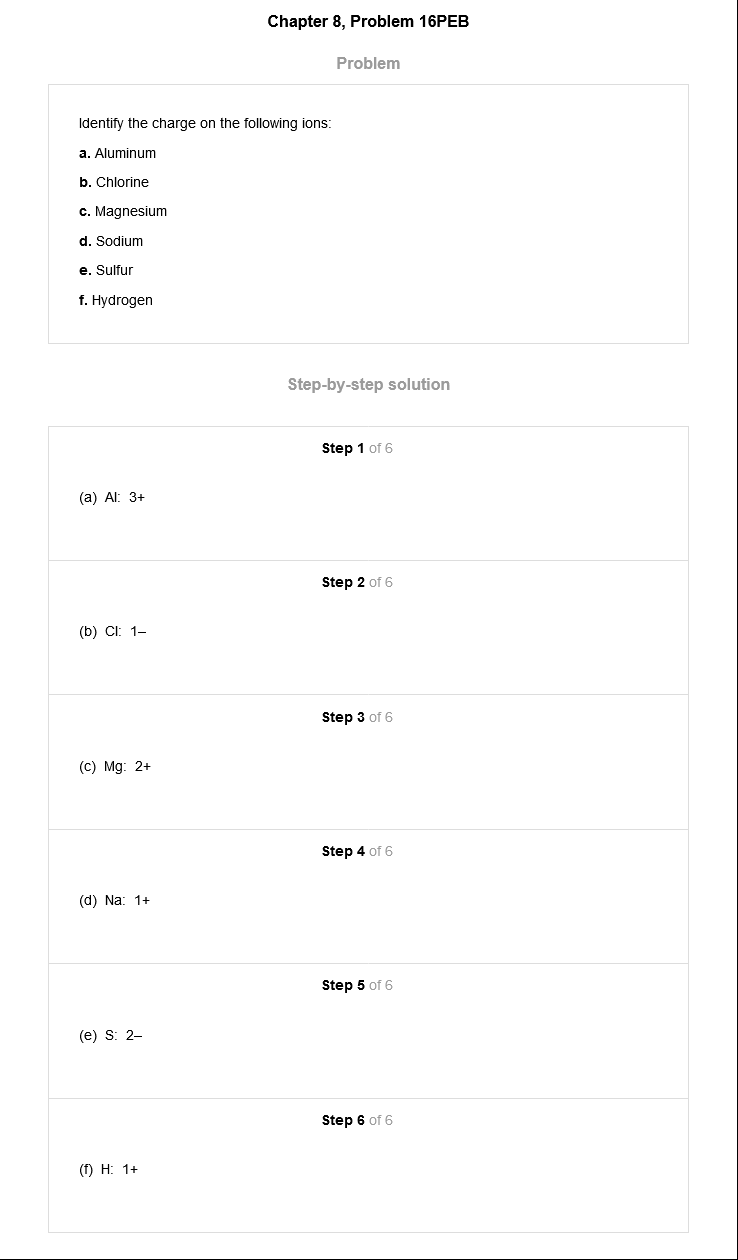 Chapter 8, Problem 16PEB
Problem
Identify the charge on the following ions:
a. Aluminum
b. Chlorine
c. Magnesium
d. Sodium
e. Sulfur
f. Hydrogen
Step-by-step solution
Step 1 of 6
(a) Al: 3+
Step 2 of 6
(b) Cl: 1–
Step 3 of 6
(c) Mg: 2+
Step 4 of 6
(d) Na: 1+
Step 5 of 6
(e) S: 2–
Step 6 of 6
(f) H: 1+